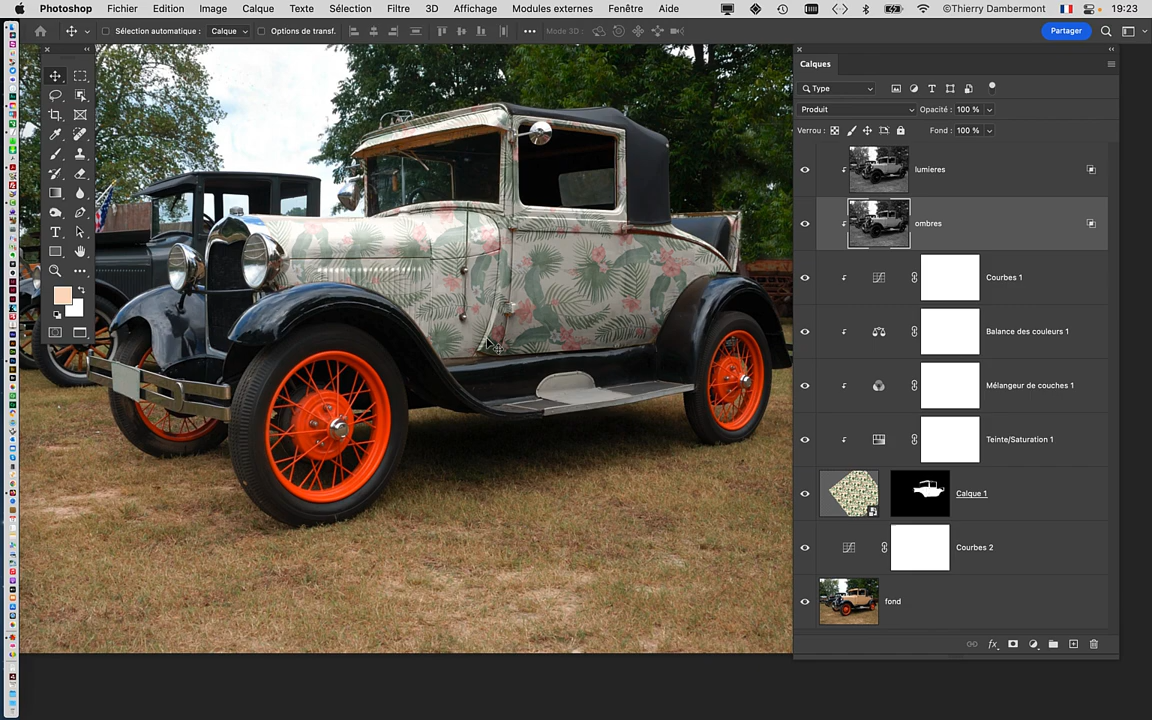 Photoshop Fichier Edition Image Calque Texte Sélection Filtre 3D Affichage Modules externes Fenêtre Aide ©Thierry Dambermont 19:23
Sélection automatique : Calque Options de transf. Mode 3D : Partager
Calques
Type
Produit Opacité : 100 %
Verrou : Fond : 100 %
lumieres
ombres
Courbes 1
Balance des couleurs 1
Mélangeur de couches 1
Teinte/Saturation 1
Calque 1
Courbes 2
fond